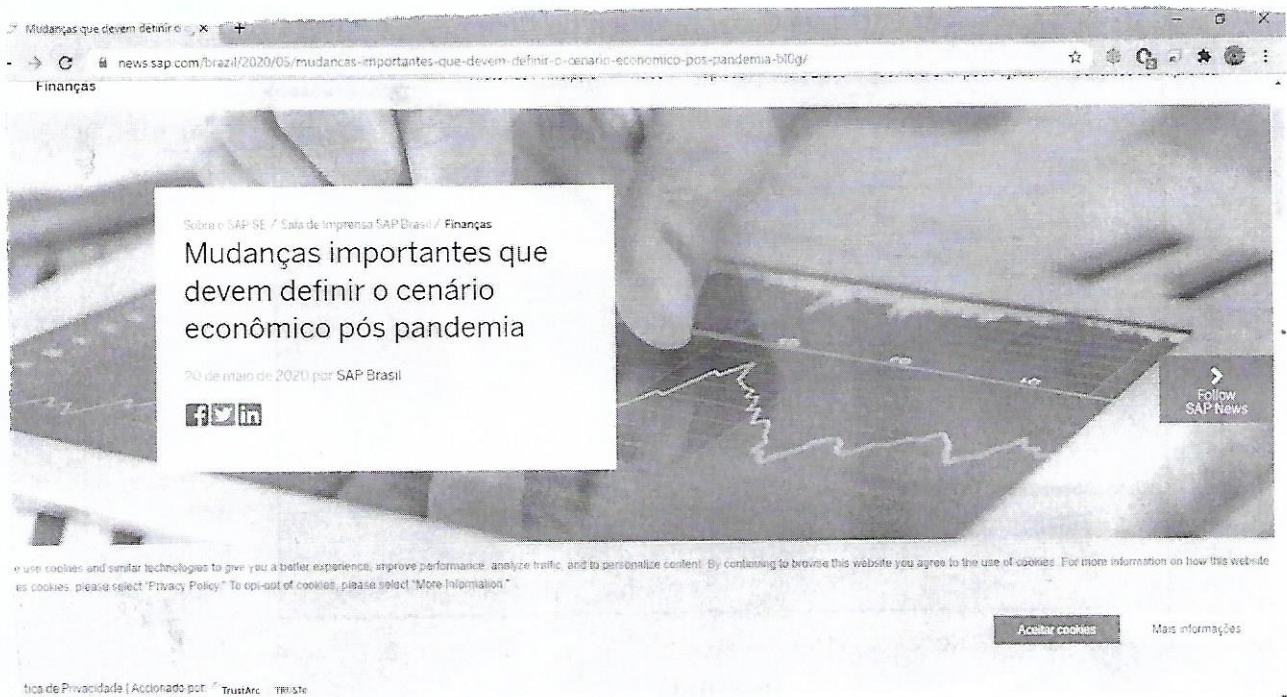 Mudanças que devem definir o
news.sap.com/brazil/2020/05/mudancas-importantes-que-devem-definir-o-cenario-economico-pos-pandemia-bl0g/
Finanças
Sobre o SAP SE / Sala de Imprensa SAP Brasil / Finanças
Mudanças importantes que
devem definir o cenário
econômico pós pandemia
20 de maio de 2020 por SAP Brasil
Follow
SAP News
e use cookies and similar technologies to give you a better experience, improve performance, analyze traffic, and to personalize content. By continuing to browse this website you agree to the use of cookies. For more information on how this website
es cookies, please select "Privacy Policy." To opt-out of cookies, please select "More Information."
Aceitar cookies
Mais informações
tica de Privacidade | Accionado por:
TrustArc
TRUSTe